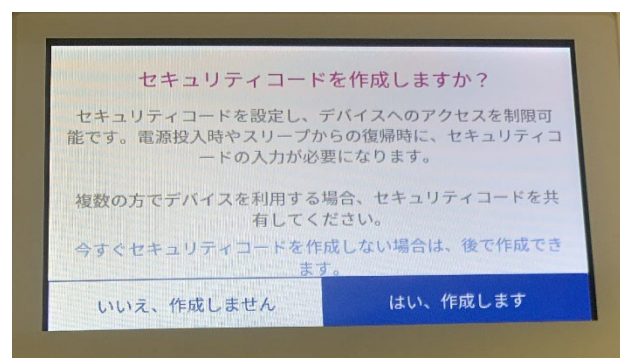 セキュリティコードを作成しますか？
セキュリティコードを設定し、デバイスへのアクセスを制限可
能です。電源投入時やスリープからの復帰時に、セキュリティコ
ードの入力が必要になります。
複数の方でデバイスを利用する場合、セキュリティコードを共
有してください。
今すぐセキュリティコードを作成しない場合は、後で作成でき
ます。
いいえ、作成しません
はい、作成します